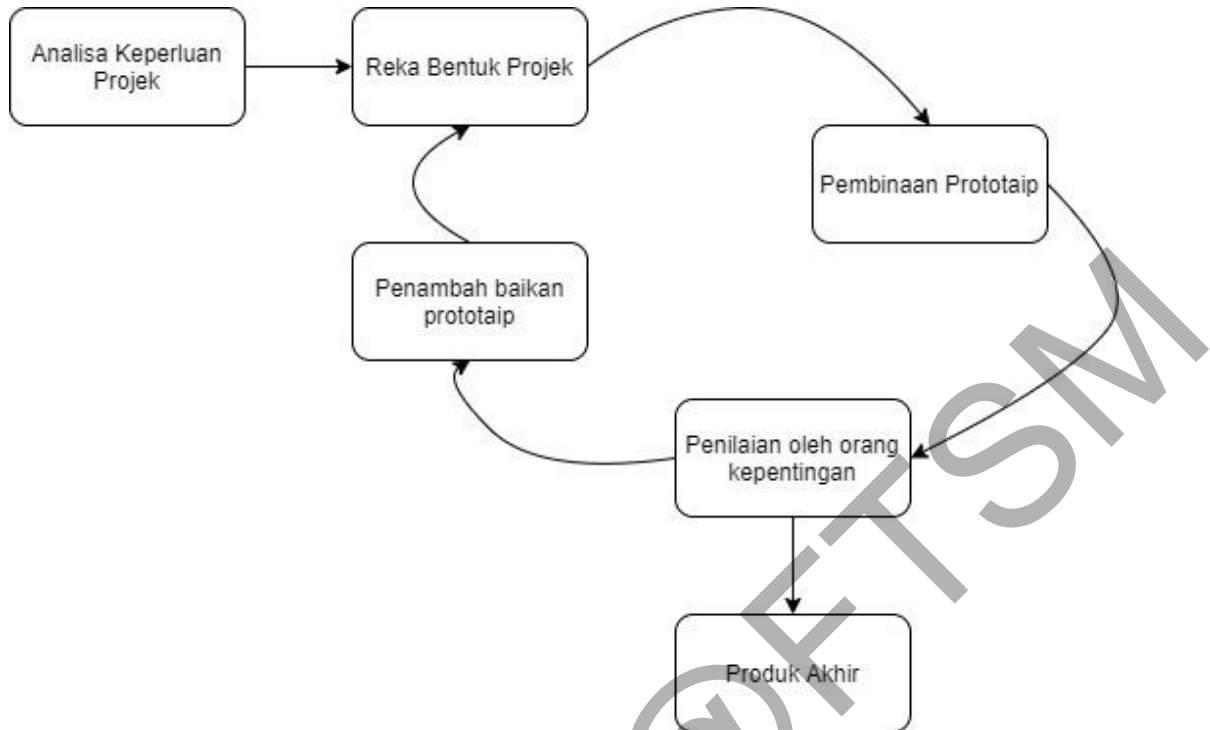 Analisa Keperluan
Projek
Reka Bentuk Projek
Pembinaan Prototaip
Penambah baikan
prototaip
Penilaian oleh orang
kepentingan
Produk Akhir
@FTSM